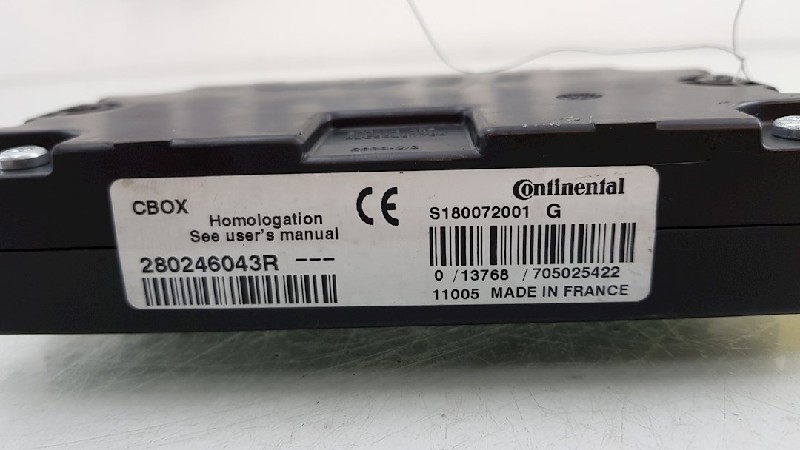 CBOX
Homologation
See user's manual
280246043R ---
CE
Continental
S180072001 G
0 /13768 /705025422
11005 MADE IN FRANCE